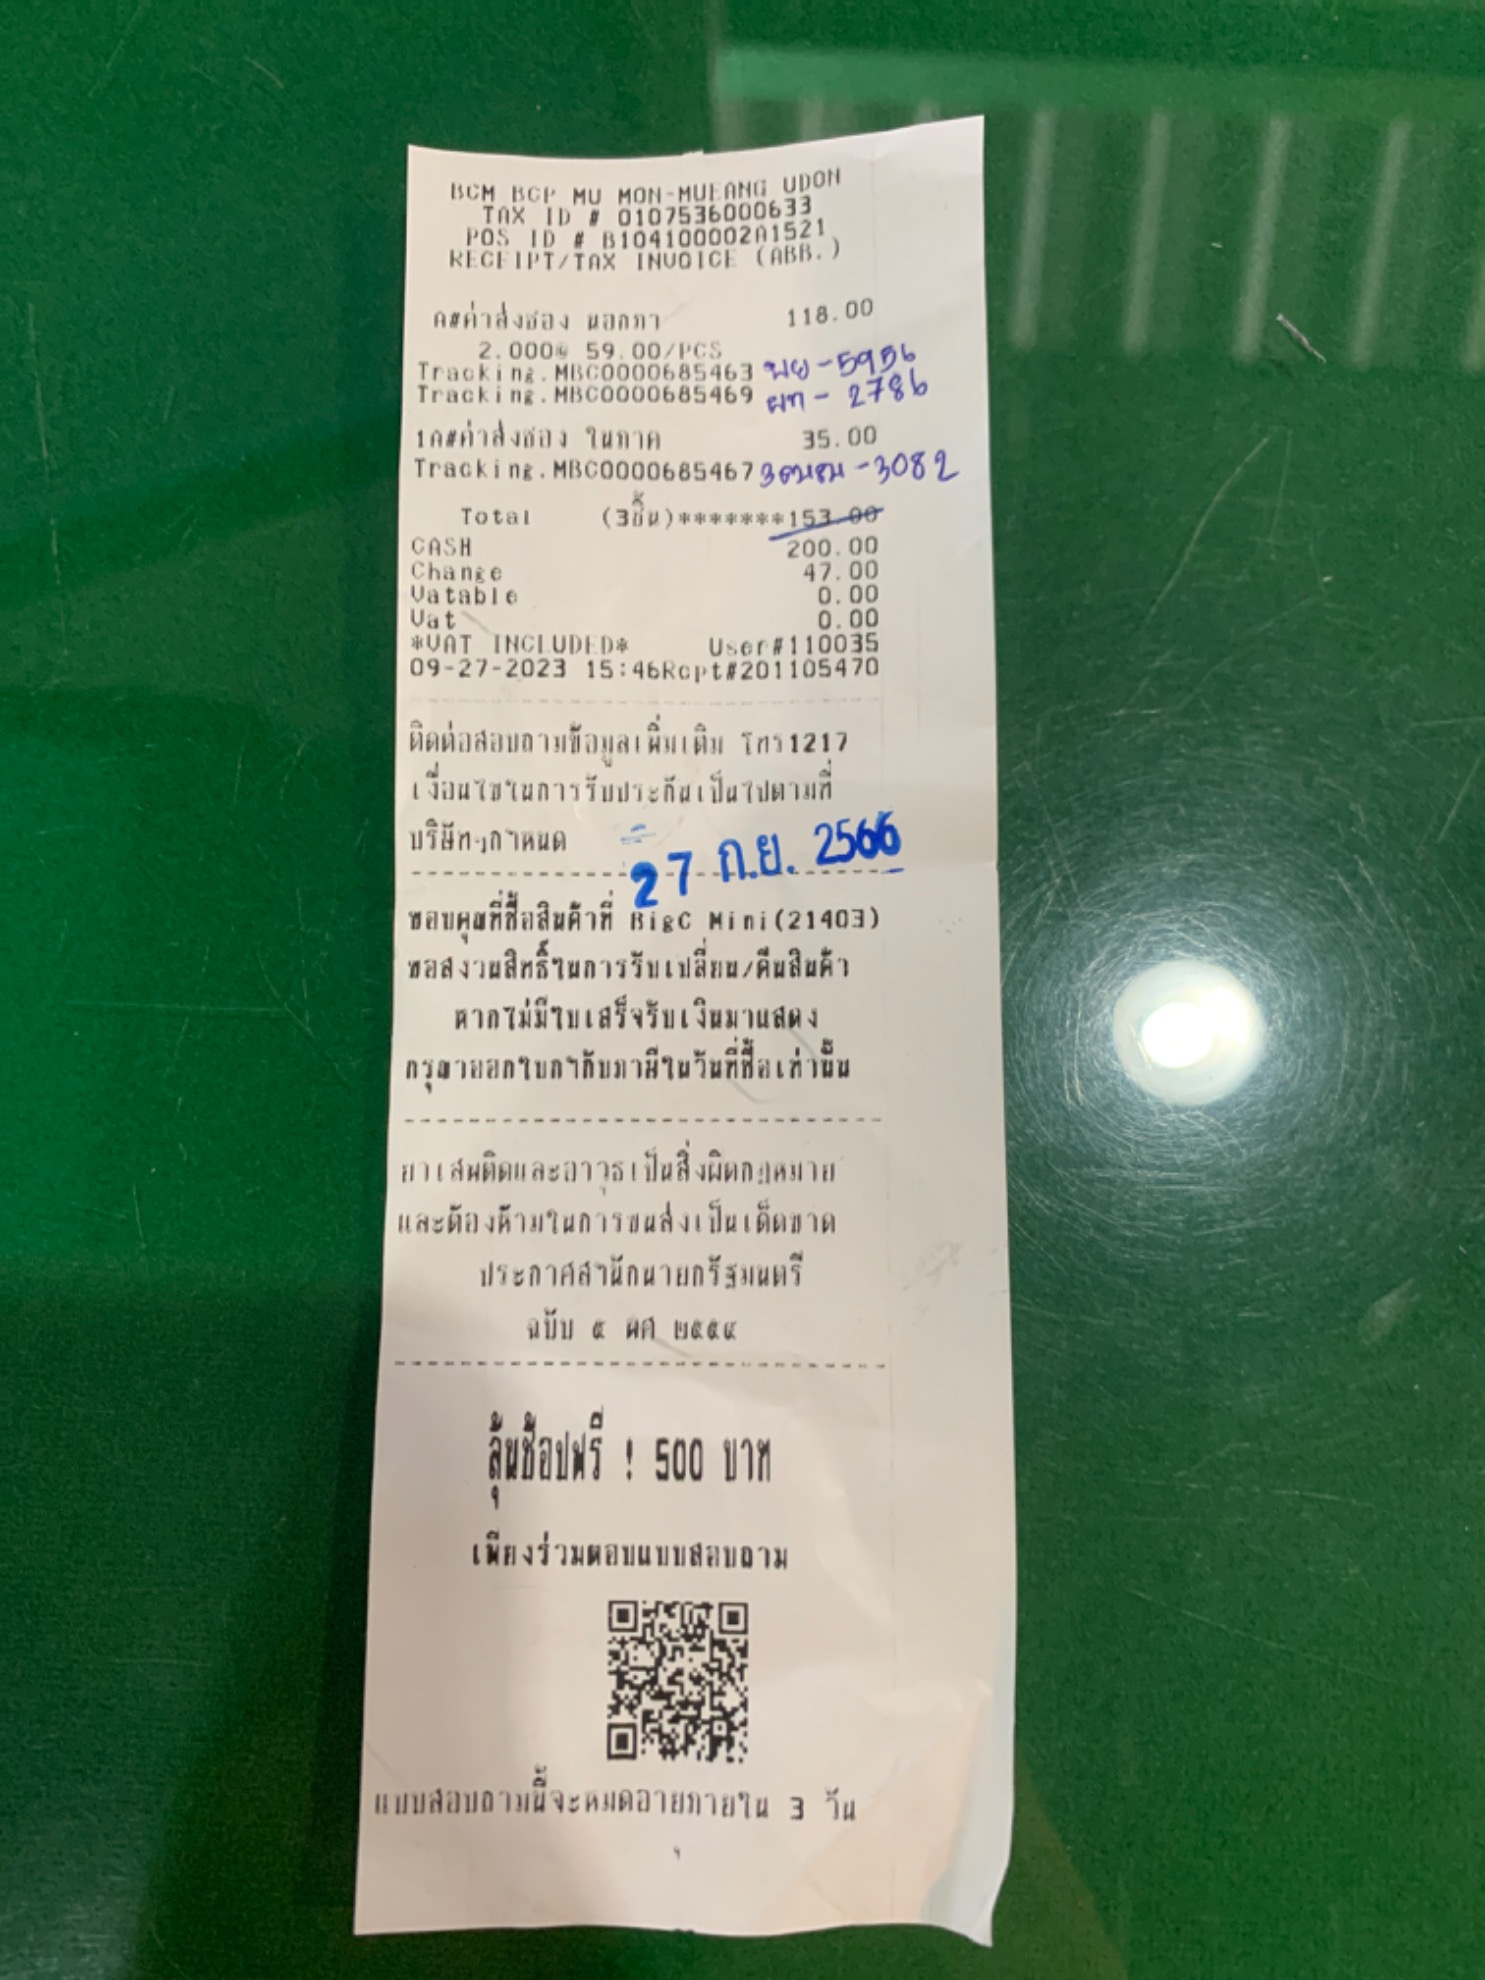 BCM BCP MU MON-MUEANG UDON
TAX ID # 0107536000633
POS ID # B104100002A1521
RECEIPT/TAX INVOICE (ABB.)
A#ค่าส่งของ นอกภา 118.00
2.000@ 59.00/PCS
Tracking.MBC0000685463 พย - 5956
Tracking.MBC0000685469 - 2786
1A#ค่าส่งของ ในภาค 35.00
Tracking.MBC0000685467 - 3082
Total (3ชิ้น)*******153.00
CASH 200.00
Change 47.00
Vatable 0.00
Vat 0.00
*VAT INCLUDED* User#110035
09-27-2023 15:46Rcpt#201105470
ติดต่อสอบถามข้อมูลเพิ่มเติม โทร1217
เงื่อนไขในการรับประกันเป็นไปตามที่
บริษัทฯกำหนด
27 ก.ย. 2566
ขอบคุณที่ซื้อสินค้าที่ BigC Mini(21403)
ขอสงวนสิทธิ์ในการรับเปลี่ยน/คืนสินค้า
หากไม่มีใบเสร็จรับเงินมาแสดง
กรุณาออกใบกำกับภาษีในวันที่ซื้อเท่านั้น
ยาเสพติดและอาวุธเป็นสิ่งผิดกฎหมาย
และต้องห้ามในการขนส่งเป็นเด็ดขาด
ประกาศสำนักนายกรัฐมนตรี
ฉบับ ๕ พศ ๒๕๕๔
ลุ้นช้อปฟรี ! 500 บาท
เพียงร่วมตอบแบบสอบถาม
แบบสอบถามนี้จะหมดอายุภายใน 3 วัน